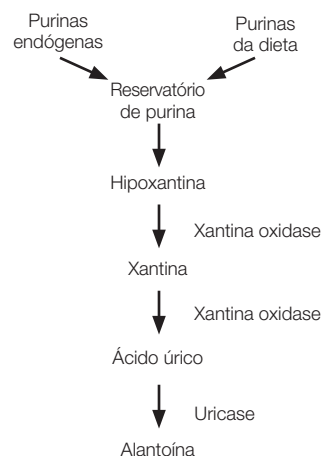 Purinas
endógenas
Purinas
da dieta
Reservatório
de purina
Hipoxantina
Xantina oxidase
Xantina
Xantina oxidase
Ácido úrico
Uricase
Alantoína